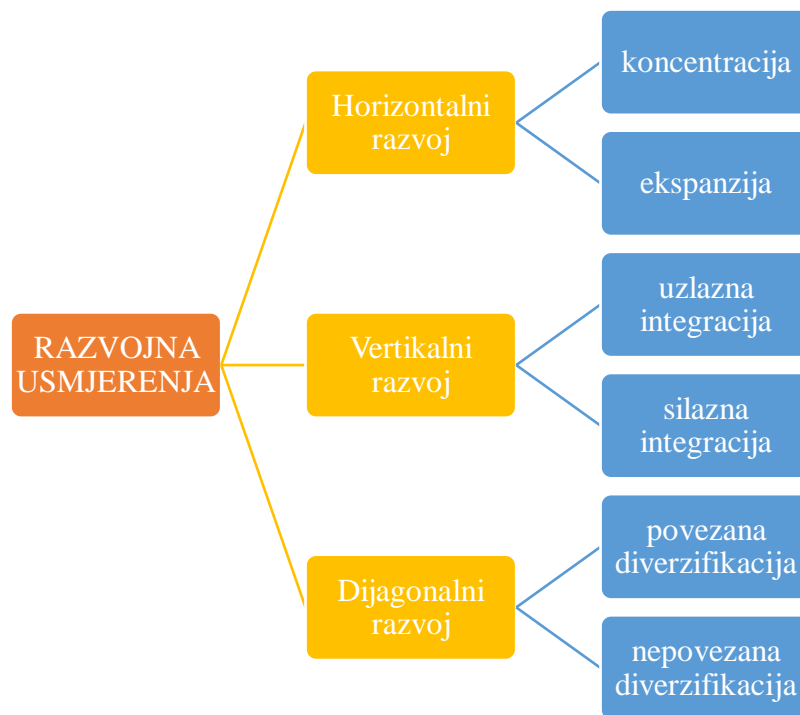 RAZVOJNA
USMJERENJA
Horizontalni
razvoj
koncentracija
ekspanzija
Vertikalni
razvoj
uzlazna
integracija
silazna
integracija
Dijagonalni
razvoj
povezana
diverzifikacija
nepovezana
diverzifikacija